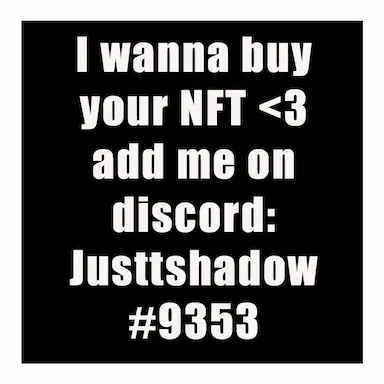 I wanna buy
your NFT <3
add me on
discord:
Justtshadow
#9353